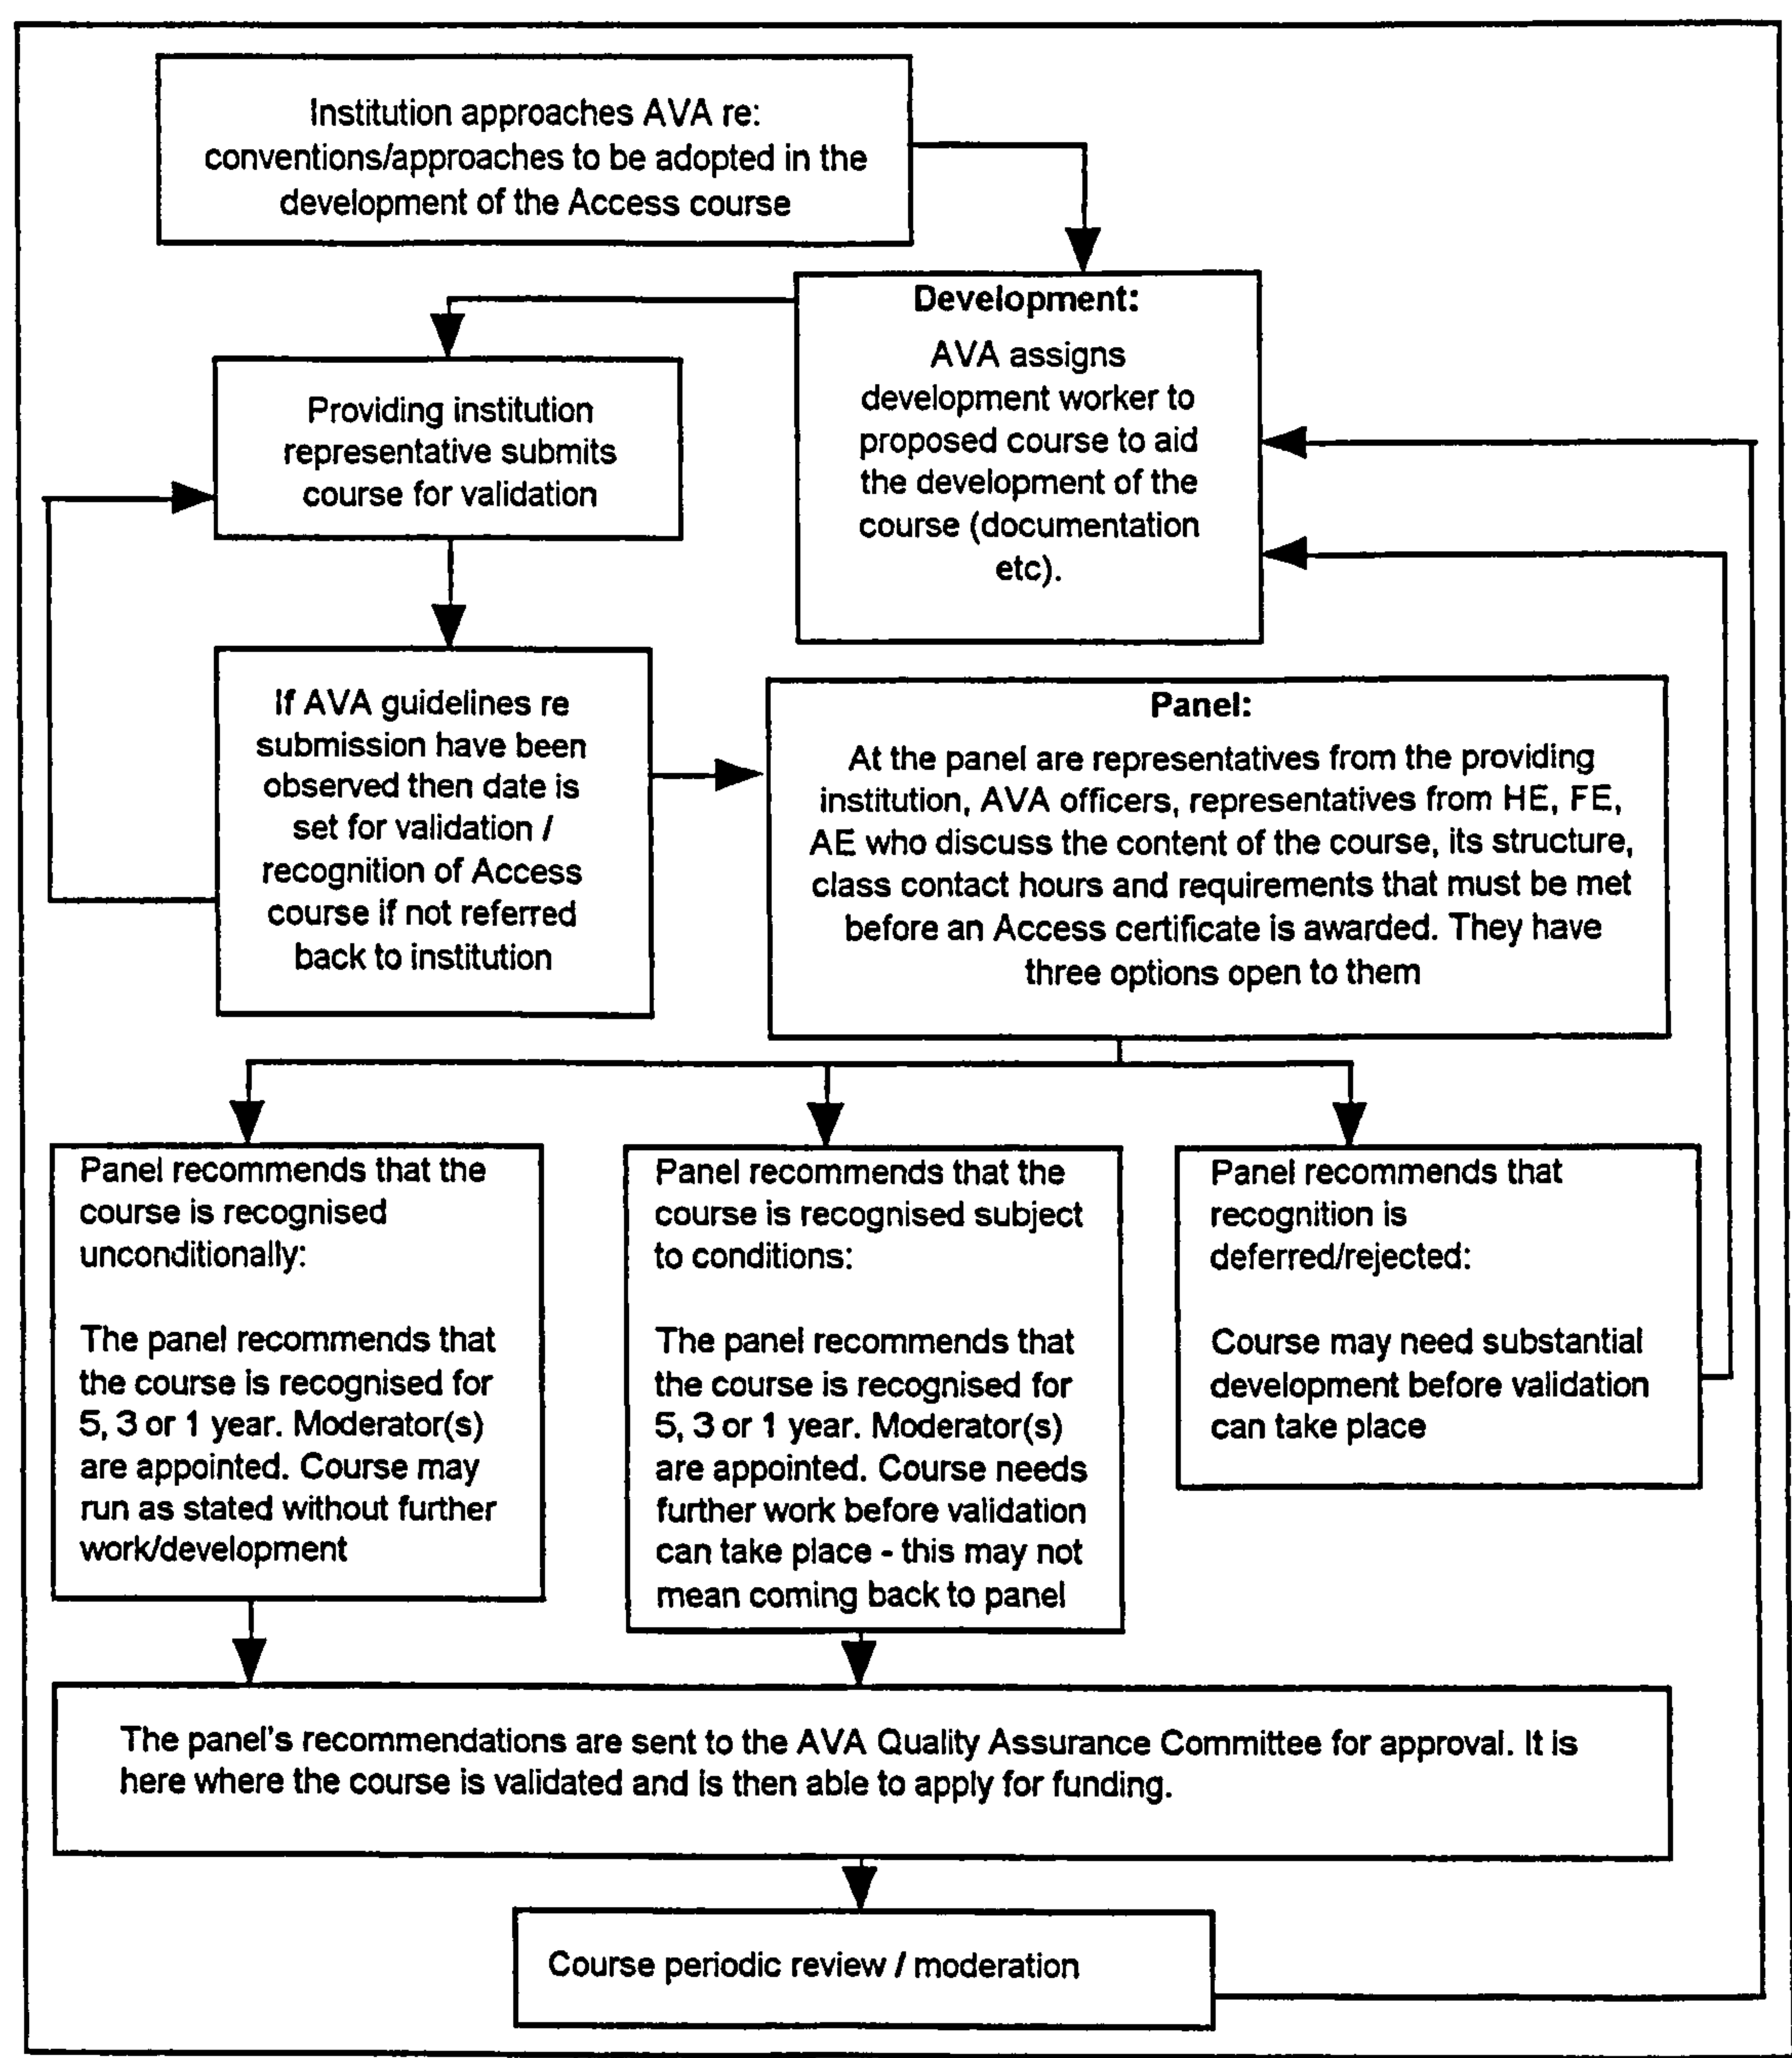 Institution approaches AVA re:
conventions/approaches to be adopted in the
development of the Access course
Development:
AVA assigns
development worker to
proposed course to aid
the development of the
course (documentation
etc).
Providing institution
representative submits
course for validation
If AVA guidelines re
submission have been
observed then date is
set for validation /
recognition of Access
course if not referred
back to institution
Panel:
At the panel are representatives from the providing
institution, AVA officers, representatives from HE, FE,
AE who discuss the content of the course, its structure,
class contact hours and requirements that must be met
before an Access certificate is awarded. They have
three options open to them
Panel recommends that the
course is recognised
unconditionally:
The panel recommends that
the course is recognised for
5, 3 or 1 year. Moderator(s)
are appointed. Course may
run as stated without further
work/development
Panel recommends that the
course is recognised subject
to conditions:
The panel recommends that
the course is recognised for
5, 3 or 1 year. Moderator(s)
are appointed. Course needs
further work before validation
can take place - this may not
mean coming back to panel
Panel recommends that
recognition is
deferred/rejected:
Course may need substantial
development before validation
can take place
The panel's recommendations are sent to the AVA Quality Assurance Committee for approval. It is
here where the course is validated and is then able to apply for funding.
Course periodic review / moderation